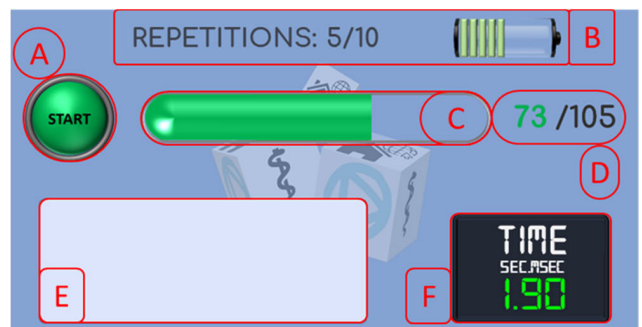 A
REPETITIONS: 5/10
B
START
C
73 /105
D
E
F
TIME
SEC.MSEC
1.90